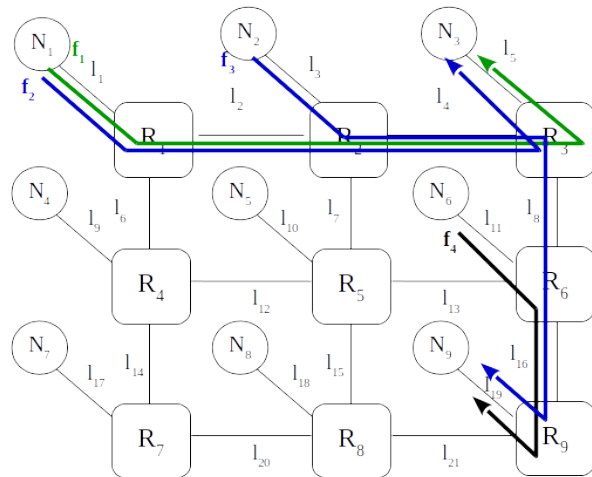 N₁ f₁ l₁ N₂ l₃ N₃ l₅
f₂ l₂ f₃ l₄
R₁ R₂ R₃
N₄ l₆ N₅ l₇ N₆ l₈
l₉ l₁₀ f₄ l₁₁
R₄ R₅ R₆
l₁₂ l₁₃
N₇ l₁₄ N₈ l₁₅ N₉ l₁₆
l₁₇ l₁₈ l₁₉
R₇ R₈ R₉
l₂₀ l₂₁